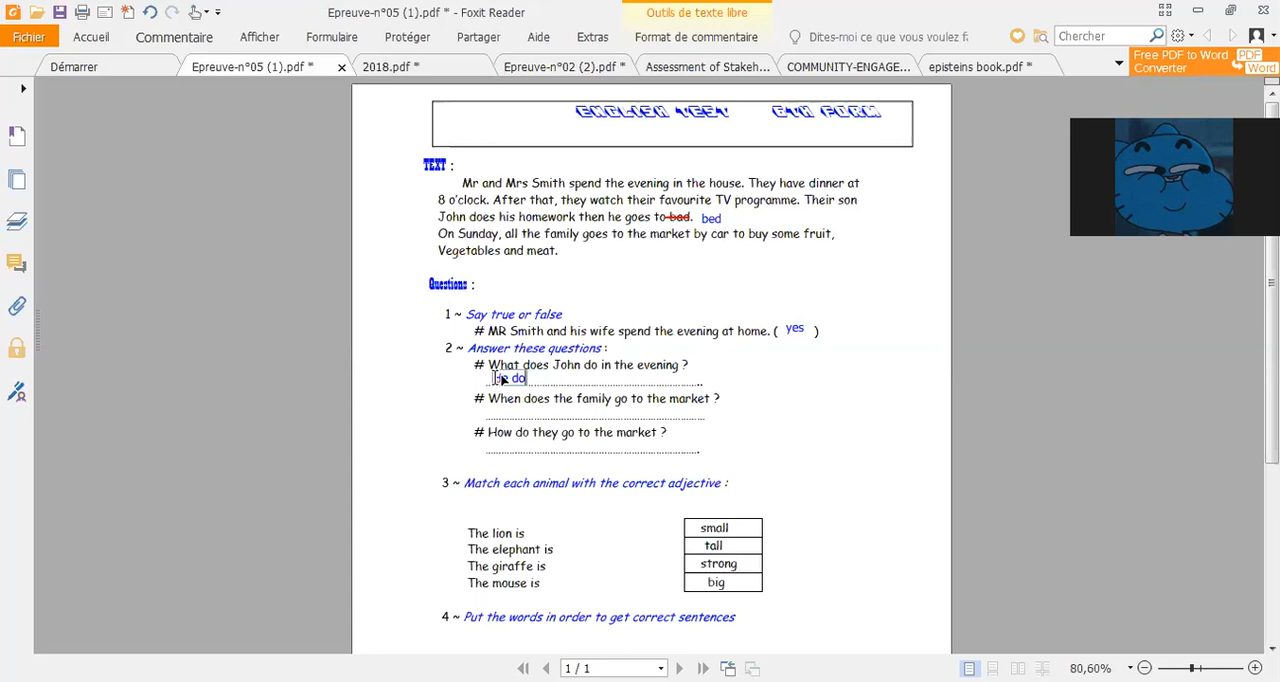 Epreuve-n°05 (1).pdf * - Foxit Reader
Outils de texte libre
Fichier
Accueil
Commentaire
Afficher
Formulaire
Protéger
Partager
Aide
Extras
Format de commentaire
Dites-moi ce que vous voulez fa
Chercher
Démarrer
Epreuve-n°05 (1).pdf *
2018.pdf *
Epreuve-n°02 (2).pdf *
Assessment of Stakeh...
COMMUNITY-ENGAGE...
episteins book.pdf *
Free PDF to Word
Converter
PDF
Word
ENGLISH TEST 6TH FORM
TEXT :
Mr and Mrs Smith spend the evening in the house. They have dinner at
8 o'clock. After that, they watch their favourite TV programme. Their son
John does his homework then he goes to bad. bed
On Sunday, all the family goes to the market by car to buy some fruit,
Vegetables and meat.
Questions :
1 ~ Say true or false
# MR Smith and his wife spend the evening at home. ( yes )
2 ~ Answer these questions :
# What does John do in the evening ?
He do
# When does the family go to the market ?
# How do they go to the market ?
3 ~ Match each animal with the correct adjective :
The lion is
The elephant is
The giraffe is
The mouse is
small
tall
strong
big
4 ~ Put the words in order to get correct sentences
1 / 1
80,60%